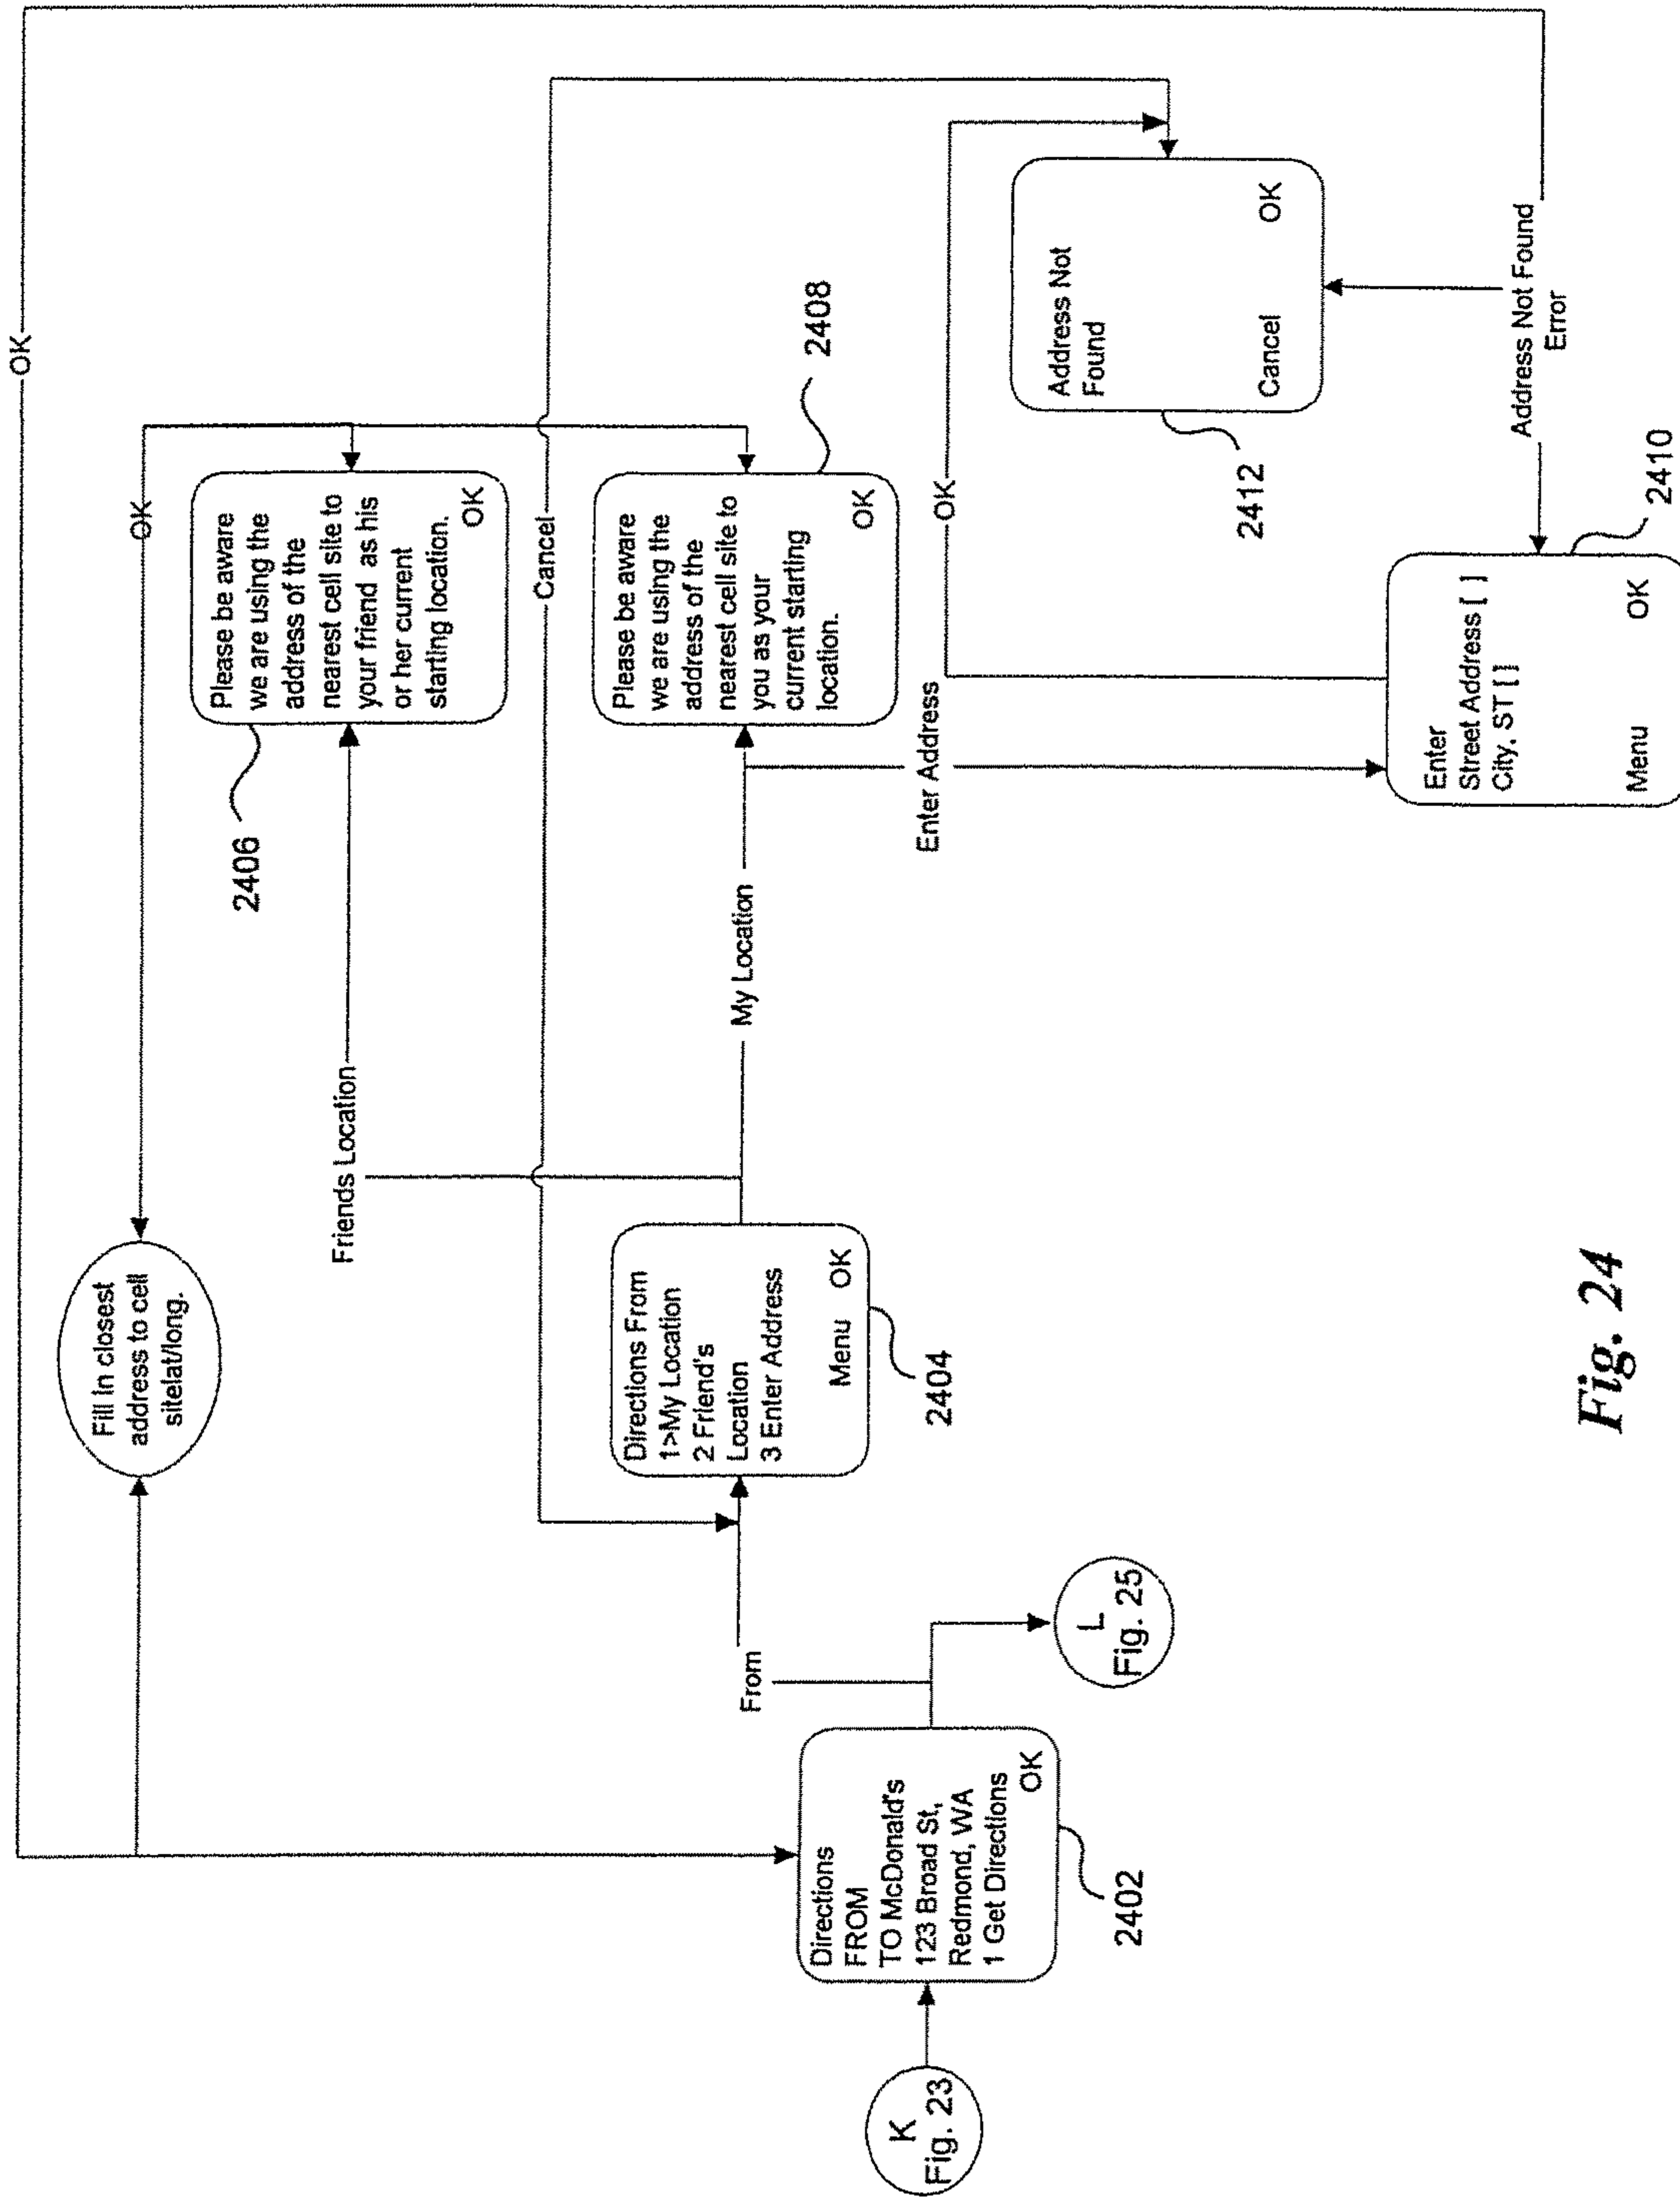 OK
Fill in closest
address to cell
sitelat/long.
OK
Please be aware
we are using the
address of the
nearest cell site to
your friend as his
or her current
starting location.
OK
2406
Friends Location
Cancel
Please be aware
we are using the
address of the
nearest cell site to
you as your
current starting
location.
OK
2408
My Location
Directions From
1>My Location
2 Friend's
Location
3 Enter Address
Menu OK
2404
From
Directions
FROM
TO McDonald's
123 Broad St,
Redmond, WA
1 Get Directions
OK
2402
K
Fig. 23
L
Fig. 25
Enter Address
OK
Address Not
Found
Cancel OK
2412
Address Not Found
Error
Enter
Street Address [ ]
City, ST [ ]
Menu OK
2410
Fig. 24